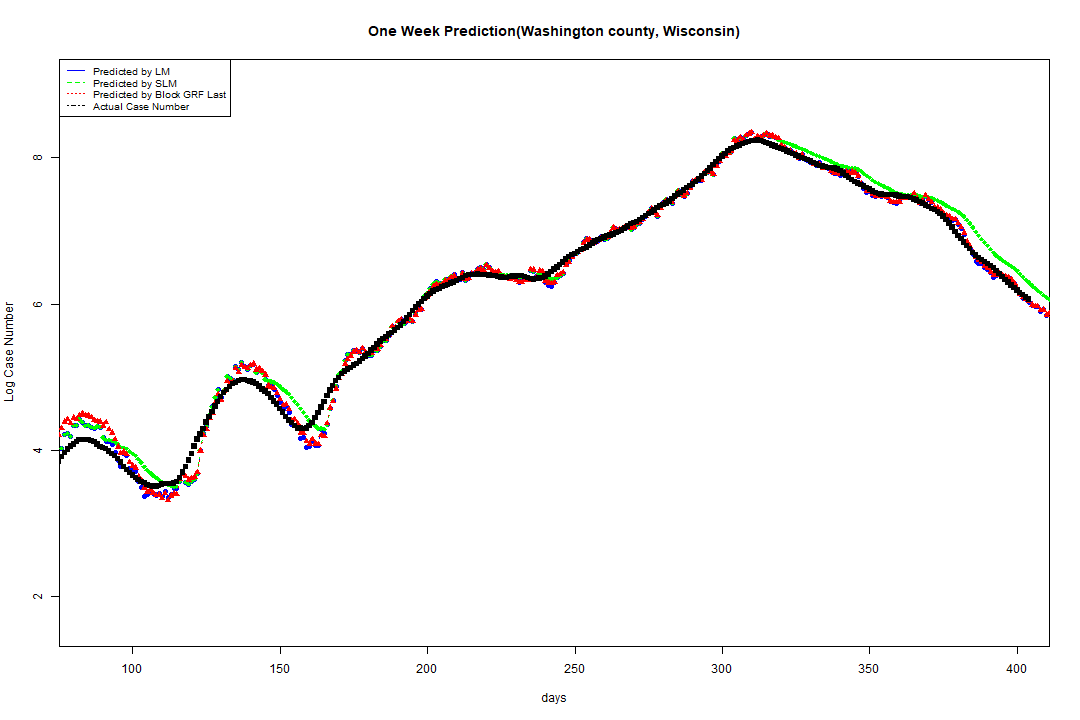 One Week Prediction(Washington county, Wisconsin)
Predicted by LM
Predicted by SLM
Predicted by Block GRF Last
Actual Case Number
8
6
4
2
Log Case Number
100 150 200 250 300 350 400
days